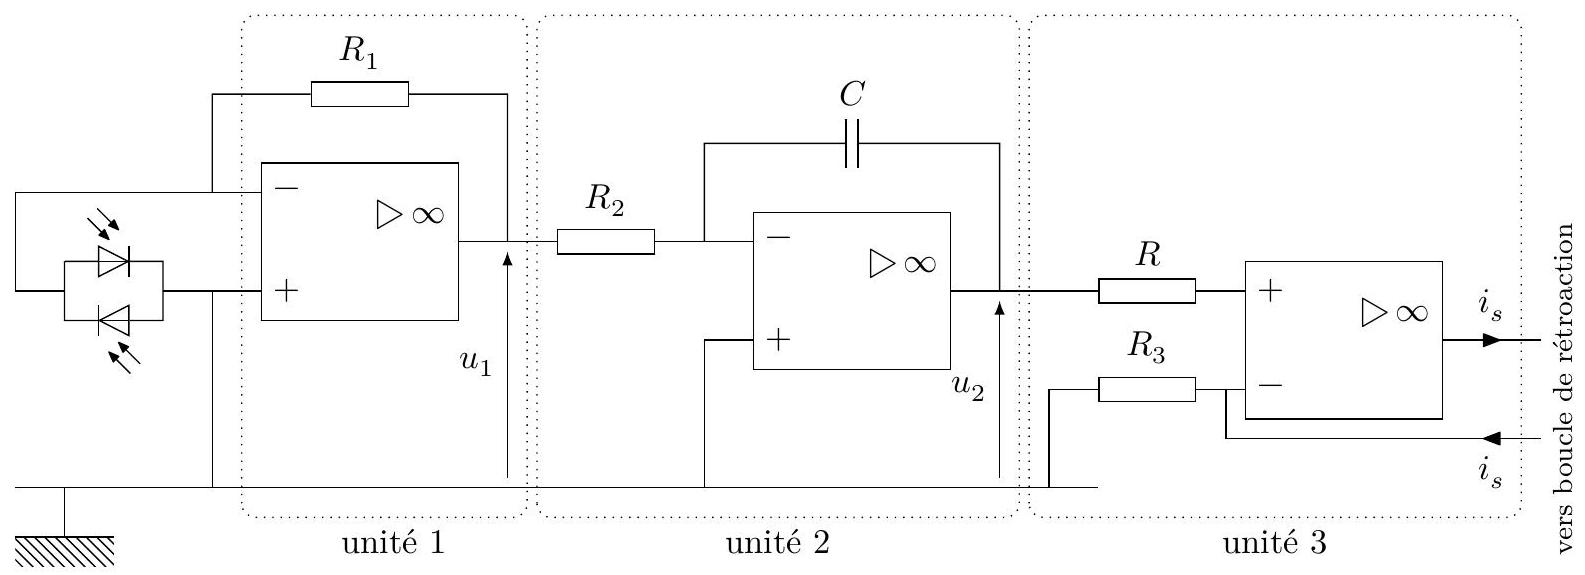 R₁
−
▷ ∞
+
u₁
unité 1
C
R₂
−
▷ ∞
+
u₂
unité 2
R
+
▷ ∞
R₃
−
iₛ
iₛ
unité 3
vers boucle de rétroaction